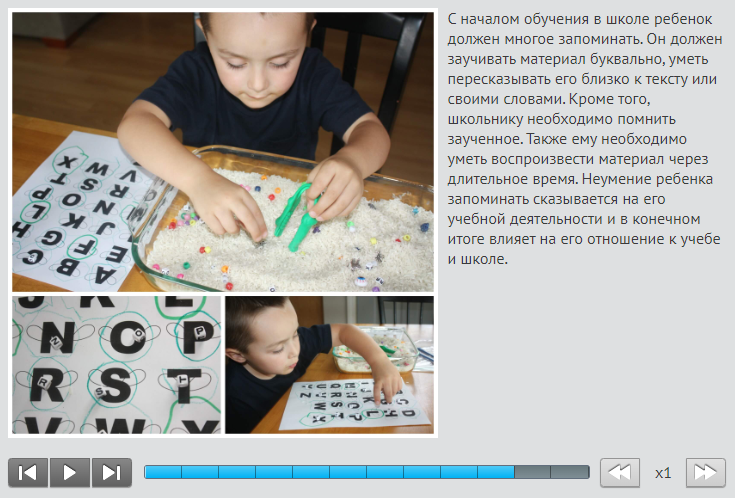 С началом обучения в школе ребенок
должен многое запоминать. Он должен
заучивать материал буквально, уметь
пересказывать его близко к тексту или
своими словами. Кроме того,
школьнику необходимо помнить
заученное. Также ему необходимо
уметь воспроизвести материал через
длительное время. Неумение ребенка
запоминать сказывается на его
учебной деятельности и в конечном
итоге влияет на его отношение к учебе
и школе.
N O P
R S T
V W X
x1